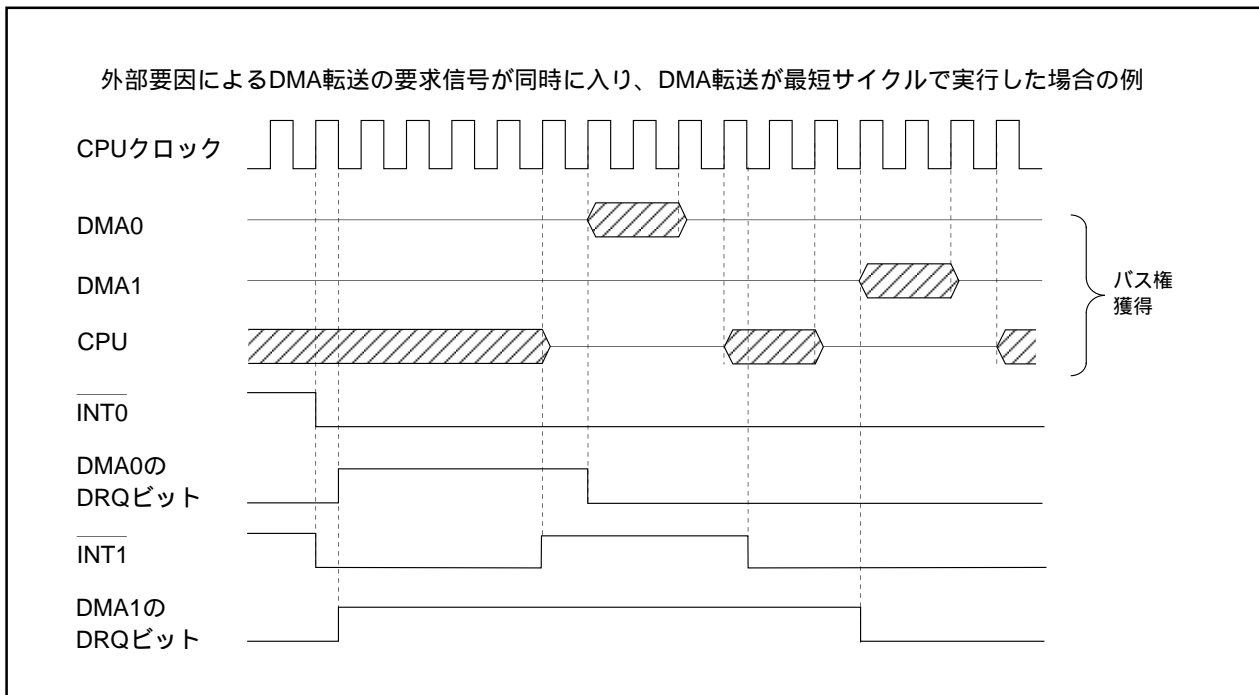 外部要因によるDMA転送の要求信号が同時に入り、DMA転送が最短サイクルで実行した場合の例
CPUクロック
DMA0
DMA1
CPU
バス権
獲得
INT0
DMA0の
DRQビット
INT1
DMA1の
DRQビット